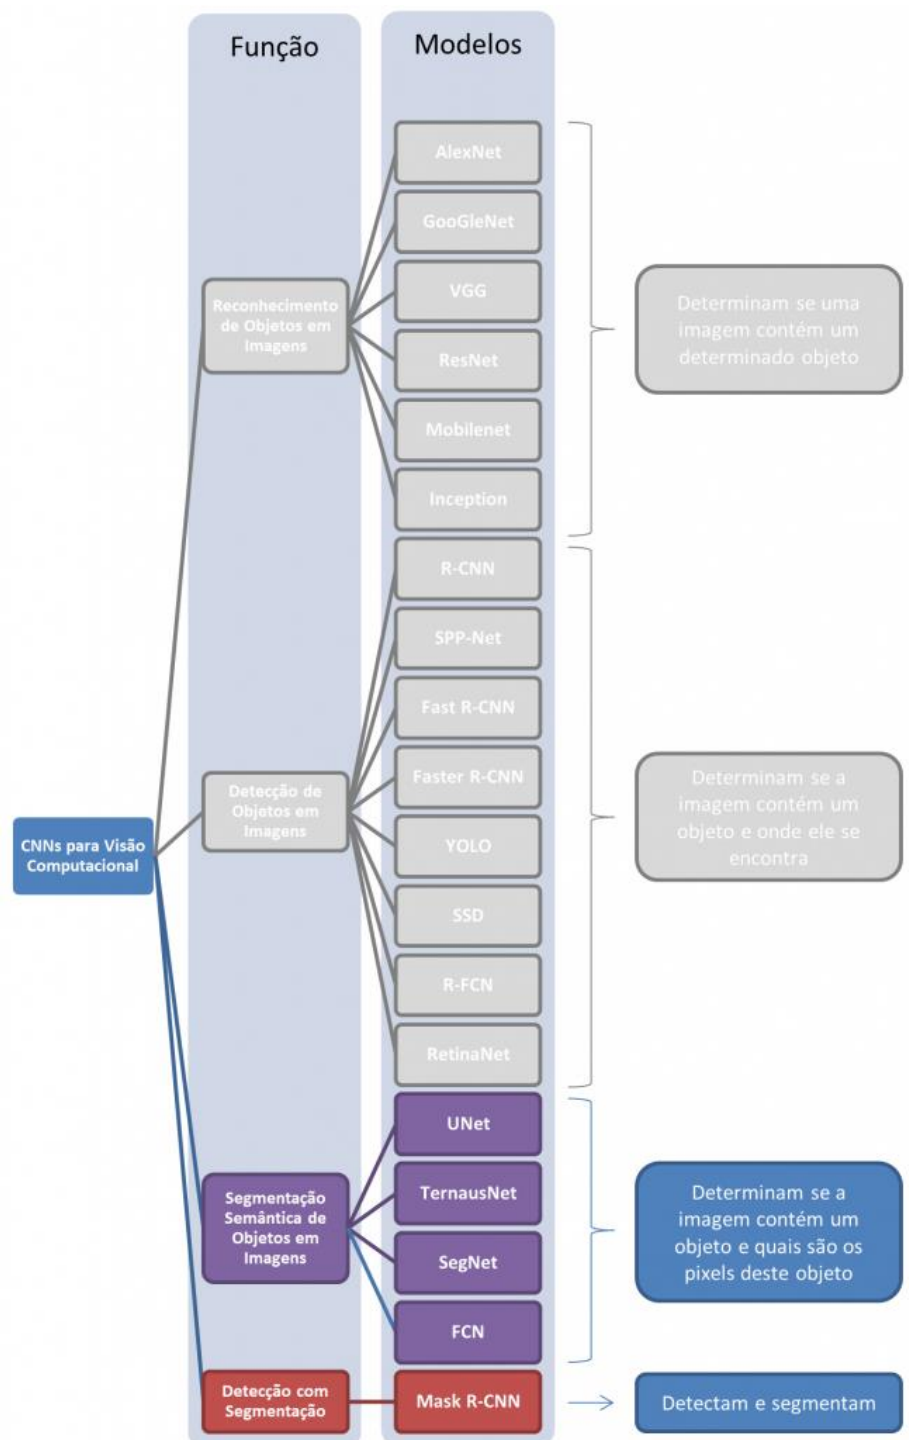 Função
Modelos
AlexNet
GooGleNet
VGG
ResNet
Mobilenet
Inception
Reconhecimento
de Objetos em
Imagens
Determinam se uma
imagem contém um
determinado objeto
R-CNN
SPP-Net
Fast R-CNN
Faster R-CNN
YOLO
SSD
R-FCN
RetinaNet
Detecção de
Objetos em
Imagens
Determinam se a
imagem contém um
objeto e onde ele se
encontra
CNNs para Visão
Computacional
UNet
TernausNet
SegNet
FCN
Segmentação
Semântica de
Objetos em
Imagens
Determinam se a
imagem contém um
objeto e quais são os
pixels deste objeto
Detecção com
Segmentação
Mask R-CNN
Detectam e segmentam